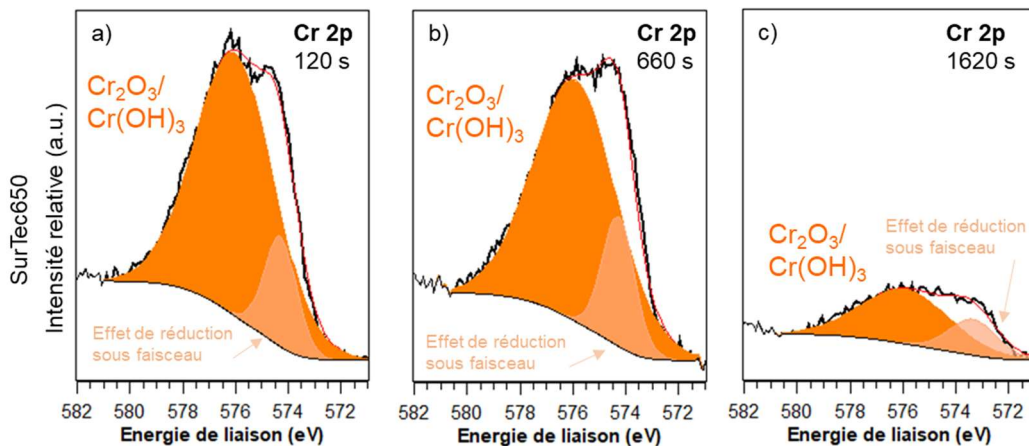 SurTec650
Intensité relative (a.u.)
a)
Cr 2p
120 s
Cr2O3/
Cr(OH)3
Effet de réduction
sous faisceau
582 580 578 576 574 572
Energie de liaison (eV)
b)
Cr 2p
660 s
Cr2O3/
Cr(OH)3
Effet de réduction
sous faisceau
582 580 578 576 574 572
Energie de liaison (eV)
c)
Cr 2p
1620 s
Effet de réduction
sous faisceau
Cr2O3/
Cr(OH)3
582 580 578 576 574 572
Energie de liaison (eV)